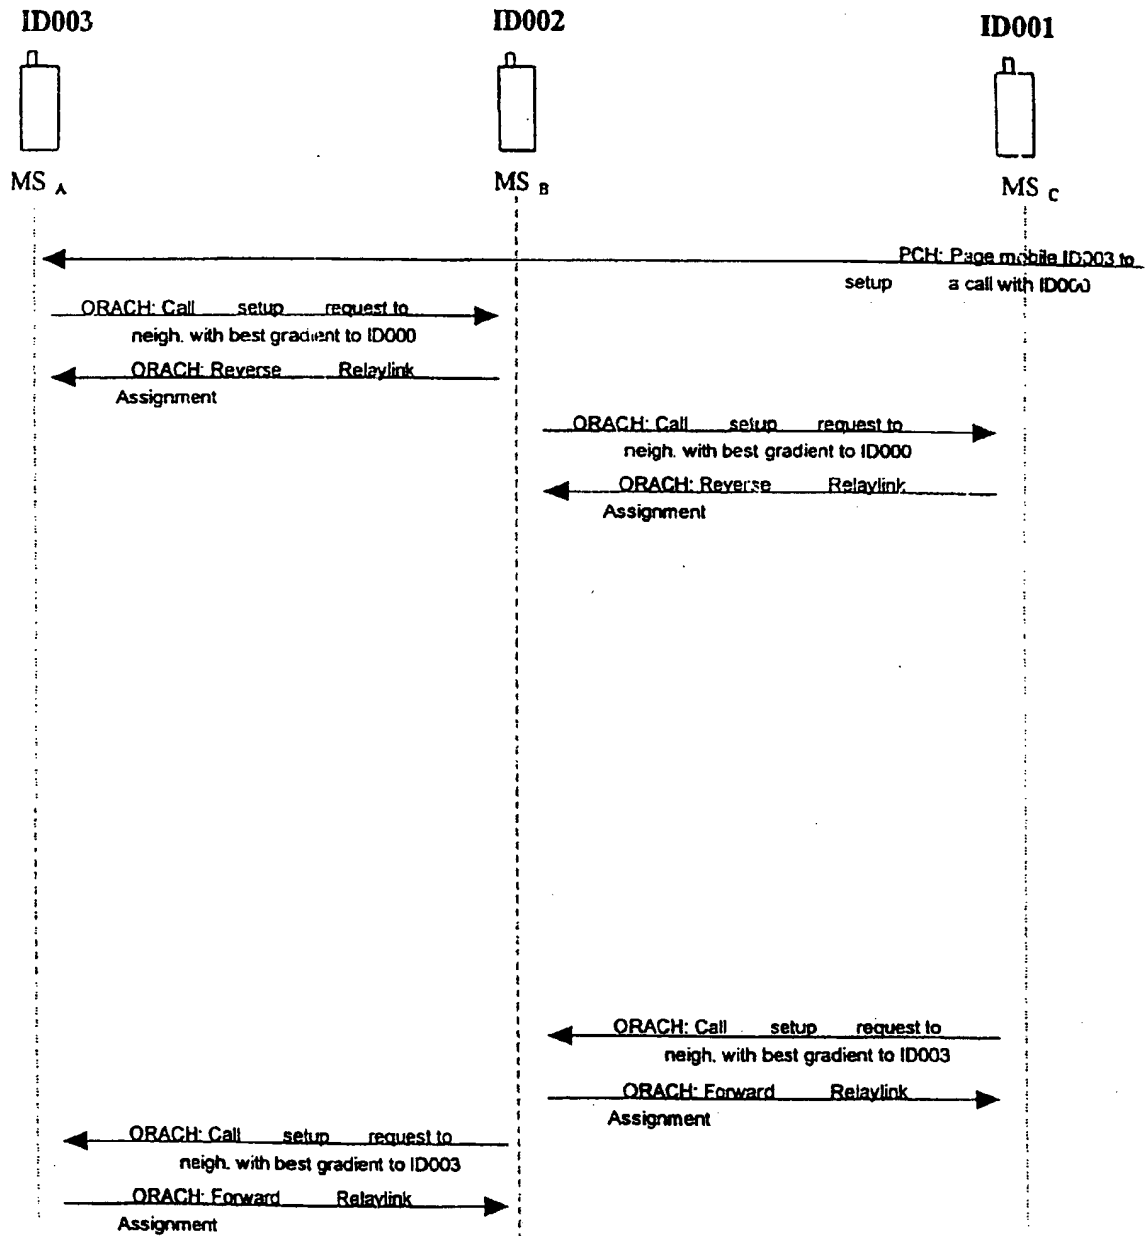 ID003 ID002 ID001
MS A MS B MS C
PCH: Page mobile ID003 to
setup a call with ID000
ORACH: Call setup request to
neigh. with best gradient to ID000
ORACH: Reverse Relaylink
Assignment
ORACH: Call setup request to
neigh. with best gradient to ID000
ORACH: Reverse Relaylink
Assignment
ORACH: Call setup request to
neigh. with best gradient to ID003
ORACH: Forward Relaylink
Assignment
ORACH: Call setup request to
neigh. with best gradient to ID003
ORACH: Forward Relaylink
Assignment